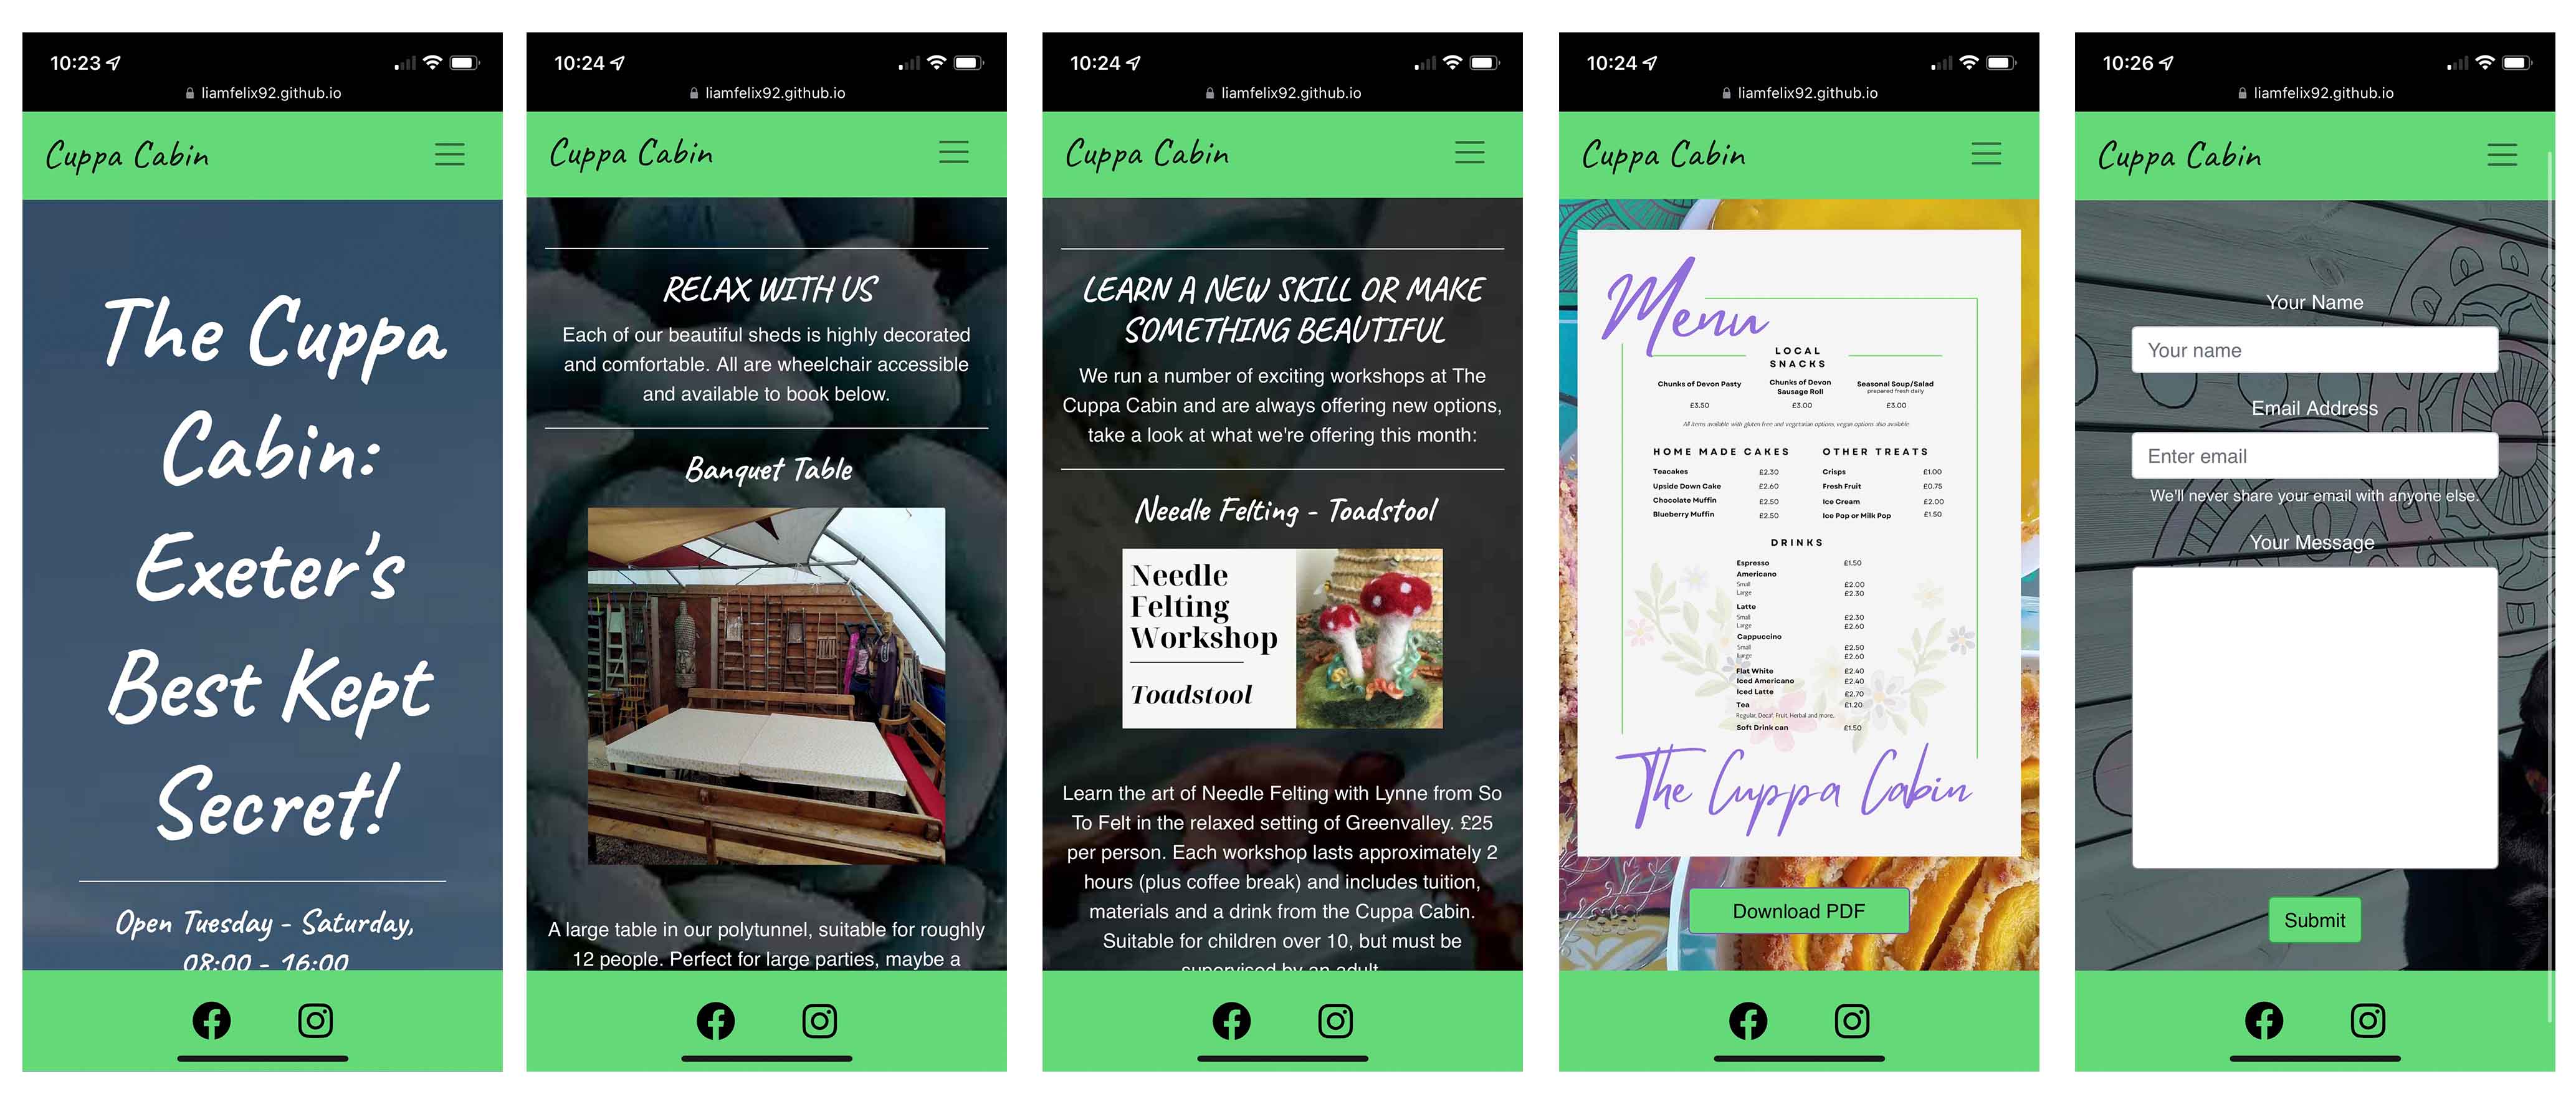 10:23
liamfelix92.github.io
Cuppa Cabin
The Cuppa
Cabin:
Exeter's
Best Kept
Secret!
Open Tuesday - Saturday,
08:00 - 16:00
10:24
liamfelix92.github.io
Cuppa Cabin
RELAX WITH US
Each of our beautiful sheds is highly decorated
and comfortable. All are wheelchair accessible
and available to book below.
Banquet Table
A large table in our polytunnel, suitable for roughly
12 people. Perfect for large parties, maybe a
10:24
liamfelix92.github.io
Cuppa Cabin
LEARN A NEW SKILL OR MAKE
SOMETHING BEAUTIFUL
We run a number of exciting workshops at The
Cuppa Cabin and are always offering new options,
take a look at what we're offering this month:
Needle Felting - Toadstool
Needle
Felting
Workshop
Toadstool
Learn the art of Needle Felting with Lynne from So
To Felt in the relaxed setting of Greenvalley. £25
per person. Each workshop lasts approximately 2
hours (plus coffee break) and includes tuition,
materials and a drink from the Cuppa Cabin.
Suitable for children over 10, but must be
supervised by an adult.
10:24
liamfelix92.github.io
Cuppa Cabin
Menu
LOCAL
SNACKS
Chunks of Devon Pasty
£3.50
Chunks of Devon
Sausage Roll
£3.00
Seasonal Soup/Salad
prepared fresh daily
£3.00
All items available with gluten free and vegetarian options, vegan options also available
HOME MADE CAKES
Teacakes £2.30
Upside Down Cake £2.60
Chocolate Muffin £2.50
Blueberry Muffin £2.50
OTHER TREATS
Crisps £1.00
Fresh Fruit £0.75
Ice Cream £2.00
Ice Pop or Milk Pop £1.50
DRINKS
Espresso £1.50
Americano
Small £2.00
Large £2.30
Latte
Small £2.30
Large £2.60
Cappuccino
Small £2.50
Large £2.60
Flat White £2.40
Iced Americano £2.40
Iced Latte £2.70
Tea £1.20
Regular, Decaf, Fruit, Herbal and more..
Soft Drink can £1.50
The Cuppa Cabin
Download PDF
10:26
liamfelix92.github.io
Cuppa Cabin
Your Name
Your name
Email Address
Enter email
We'll never share your email with anyone else.
Your Message
Submit